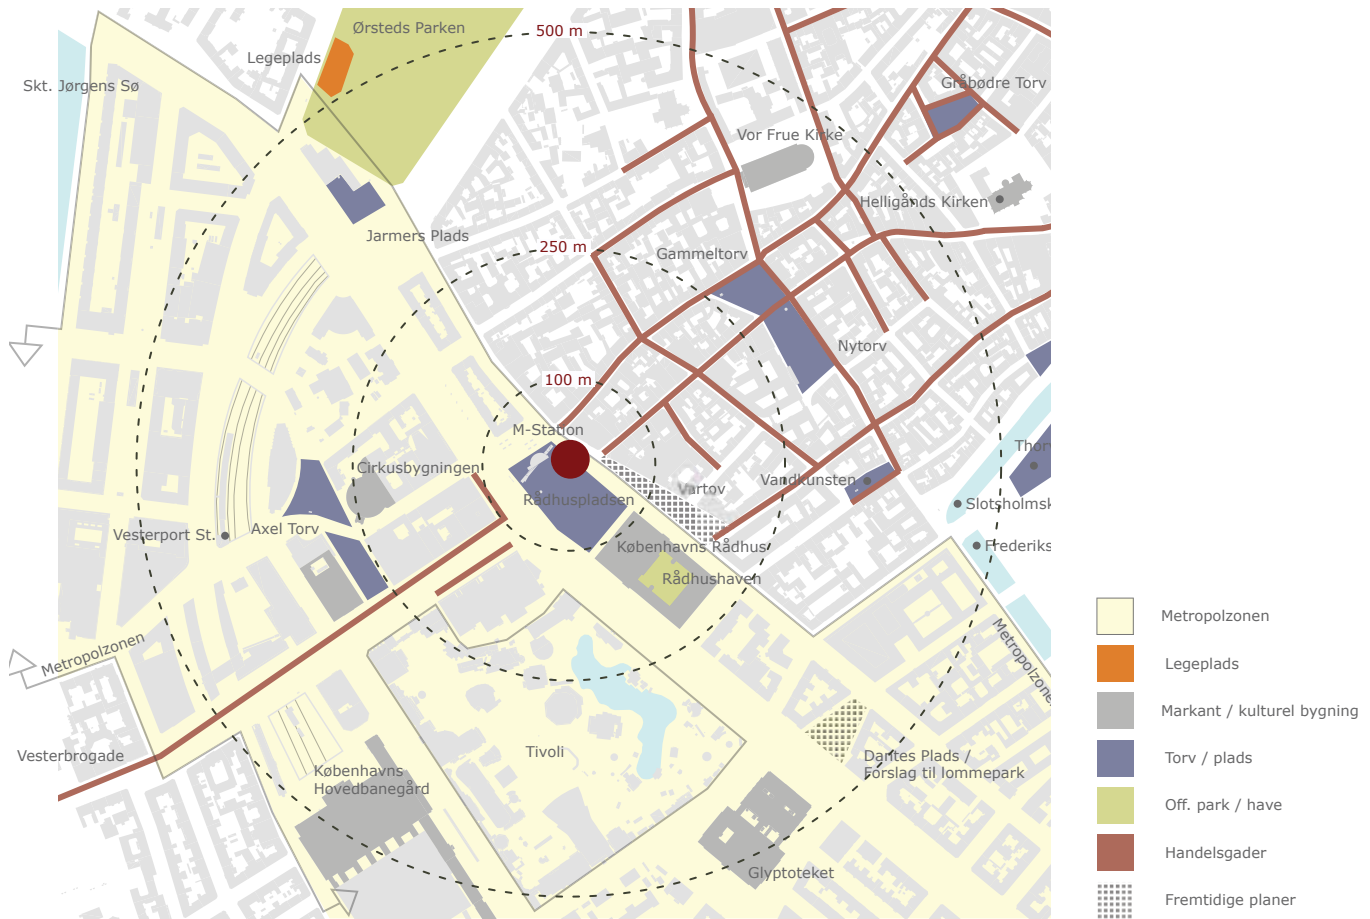 Ørsteds Parken
500 m
Legeplads
Skt. Jørgens Sø
Gråbødre Torv
Vor Frue Kirke
Helligånds Kirken
Jarmers Plads
250 m
Gammeltorv
Nytorv
100 m
M-Station
Cirkusbygningen
Vartov
Vandkunsten
Thor
Rådhuspladsen
Slotsholmsk
Vesterport St.
Axel Torv
Københavns Rådhus
Frederiks
Rådhushaven
Metropolzonen
Metropolzonen
Vesterbrogade
Tivoli
Københavns
Hovedbanegård
Dantes Plads /
Forslag til lommepark
Glyptoteket
Metropolzonen
Legeplads
Markant / kulturel bygning
Torv / plads
Off. park / have
Handelsgader
Fremtidige planer